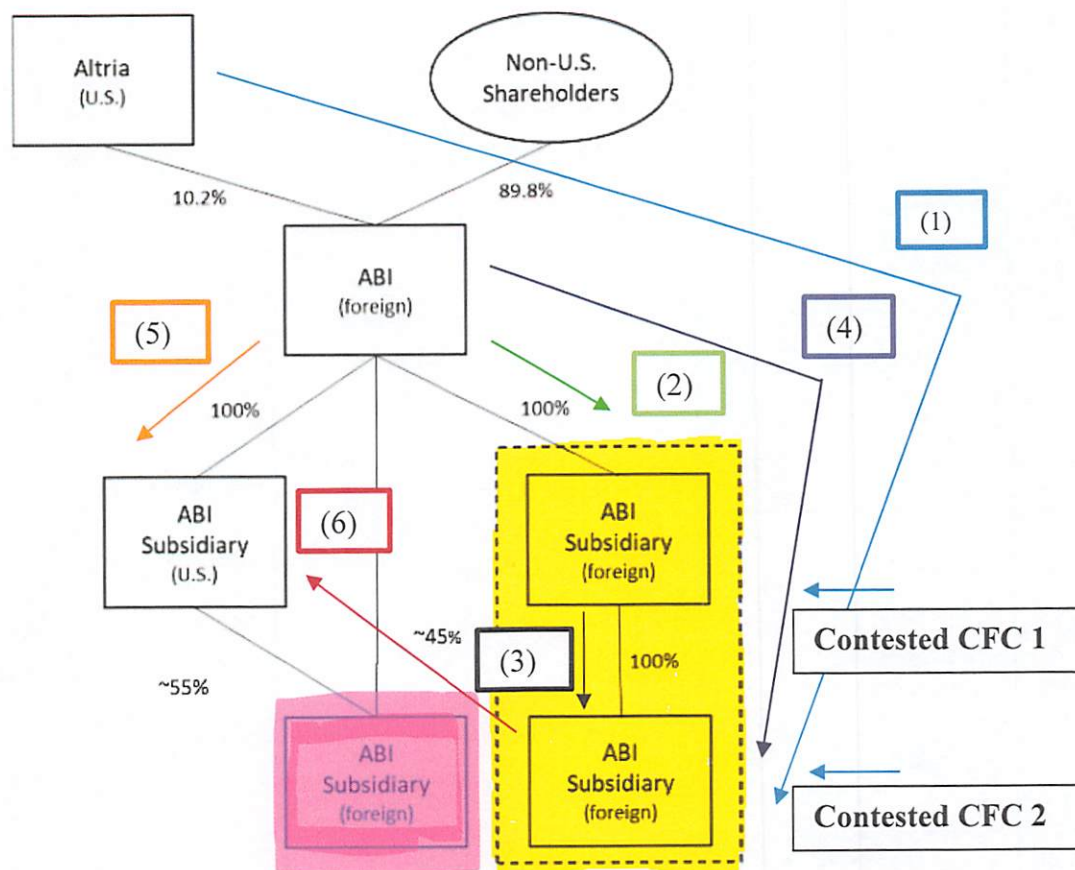 Altria
(U.S.)
Non-U.S.
Shareholders
10.2%
89.8%
(1)
ABI
(foreign)
(5)
(4)
(2)
100%
100%
ABI
Subsidiary
(U.S.)
(6)
ABI
Subsidiary
(foreign)
~45%
(3)
100%
Contested CFC 1
~55%
ABI
Subsidiary
(foreign)
ABI
Subsidiary
(foreign)
Contested CFC 2